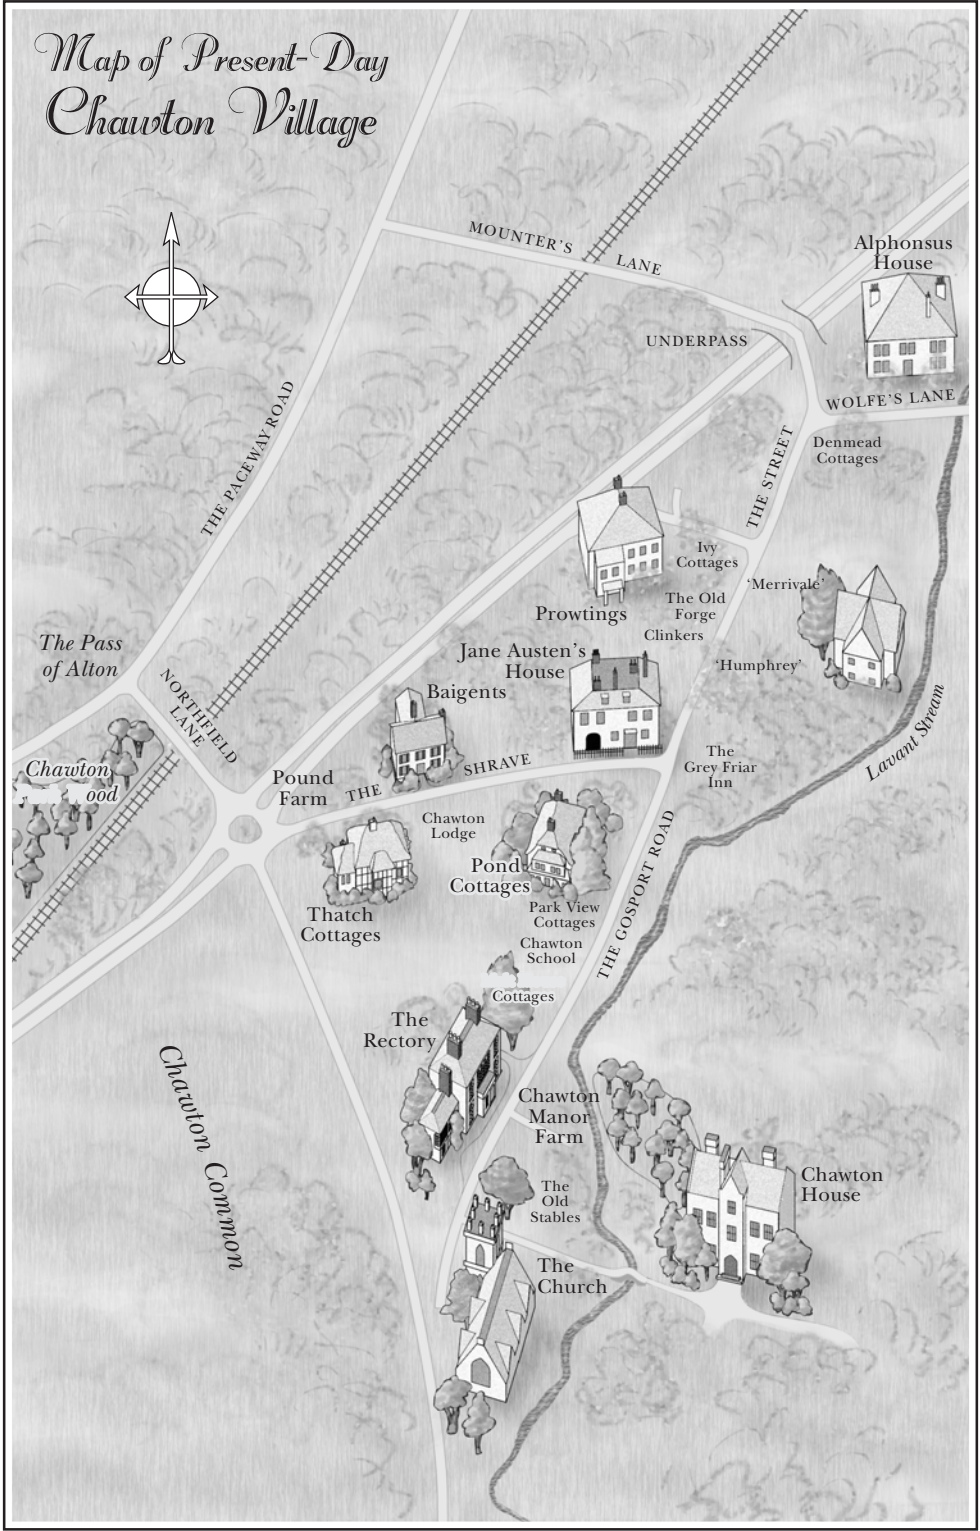 Map of Present-Day
Chawton Village
MOUNTER'S
LANE
Alphonsus
House
UNDERPASS
WOLFE'S LANE
Denmead
Cottages
THE PACEWAY ROAD
THE STREET
Ivy
Cottages
'Merrivale'
Prowtings
The Old
Forge
Clinkers
The Pass
of Alton
Jane Austen's
House
'Humphrey'
NORTHFIELD
LANE
Baigents
Lavant Stream
Chawton
ood
Pound
Farm
THE
SHRAVE
The
Grey Friar
Inn
Chawton
Lodge
Pond
Cottages
THE GOSPORT ROAD
Thatch
Cottages
Park View
Cottages
Chawton
School
Cottages
The
Rectory
Chawton Common
Chawton
Manor
Farm
Chawton
House
The
Old
Stables
The
Church